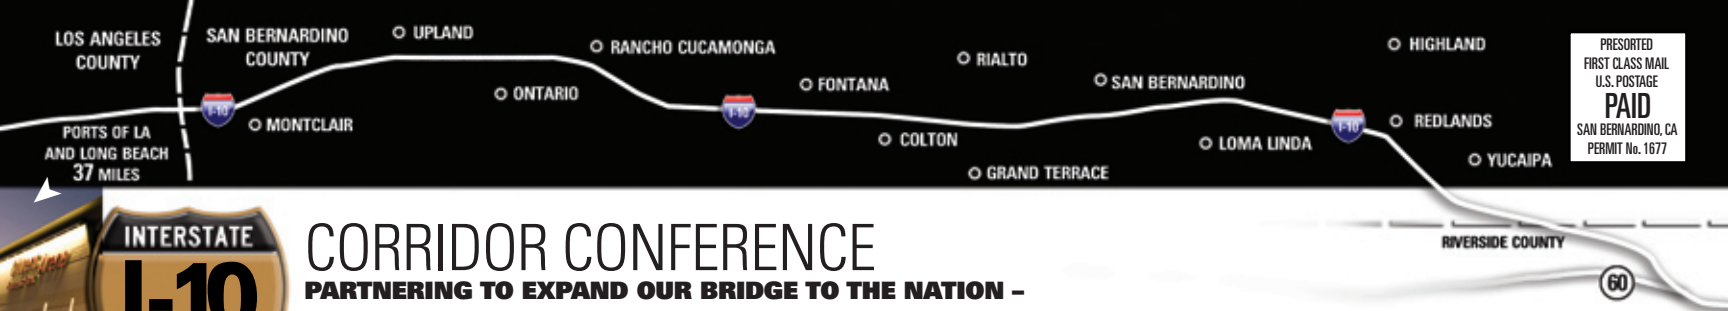 LOS ANGELES
COUNTY
SAN BERNARDINO
COUNTY
UPLAND
RANCHO CUCAMONGA
ONTARIO
MONTCLAIR
I-10
PORTS OF LA
AND LONG BEACH
37 MILES
FONTANA
RIALTO
SAN BERNARDINO
HIGHLAND
I-10
COLTON
GRAND TERRACE
LOMA LINDA
I-10
REDLANDS
YUCAIPA
PRESORTED
FIRST CLASS MAIL
U.S. POSTAGE
PAID
SAN BERNARDINO, CA
PERMIT No. 1677
RIVERSIDE COUNTY
60
INTERSTATE
I-10
CORRIDOR CONFERENCE
PARTNERING TO EXPAND OUR BRIDGE TO THE NATION –